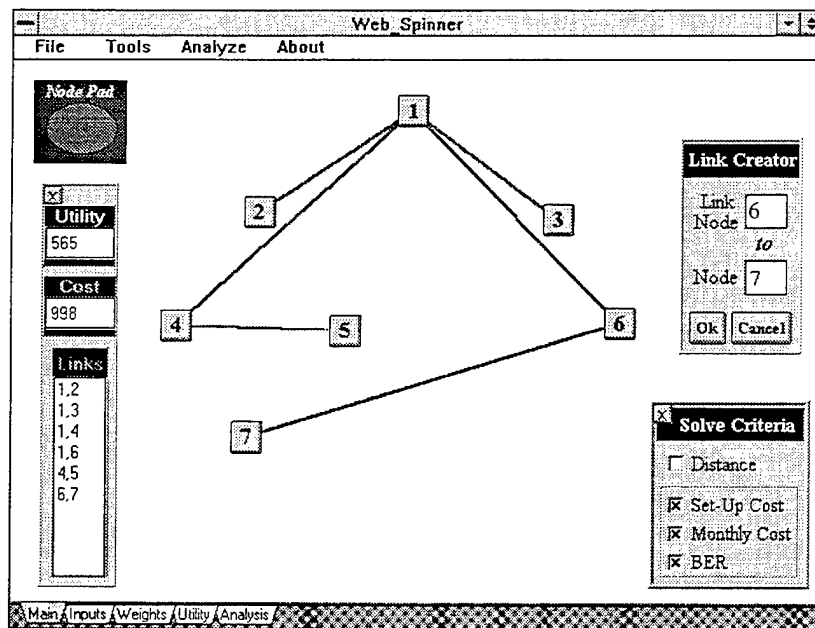 Web_Spinner
File Tools Analyze About
Node Pad
1
2
3
4
5
6
7
X
Utility
565
Cost
998
Links
1,2
1,3
1,4
1,6
4,5
6,7
Link Creator
Link Node 6
to
Node 7
Ok Cancel
X
Solve Criteria
Distance
Set-Up Cost
Monthly Cost
BER
Main Inputs Weights Utility Analysis